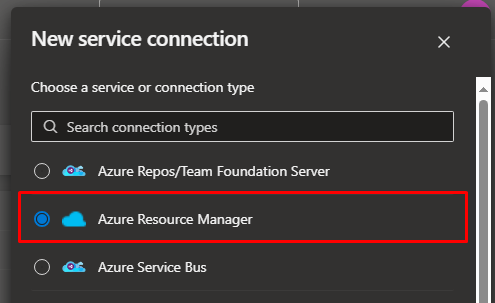 New service connection
Choose a service or connection type
Search connection types
Azure Repos/Team Foundation Server
Azure Resource Manager
Azure Service Bus